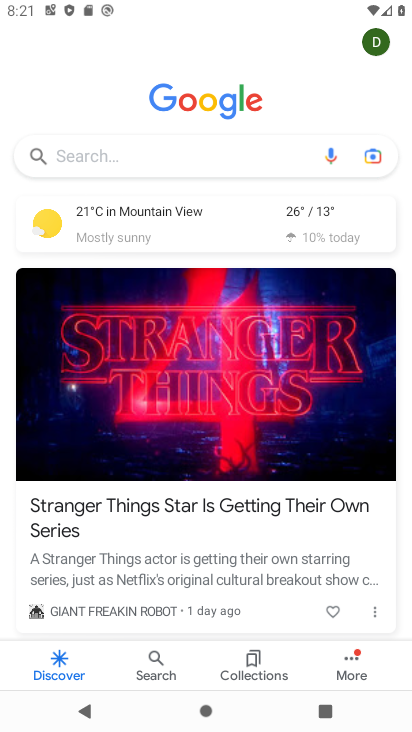 8:21
D
Google
Search...
21°C in Mountain View
26° / 13°
Mostly sunny
10% today
STRANGER
THINGS
4
Stranger Things Star Is Getting Their Own
Series
A Stranger Things actor is getting their own starring
series, just as Netflix's original cultural breakout show c...
GIANT FREAKIN ROBOT · 1 day ago
Discover
Search
Collections
More